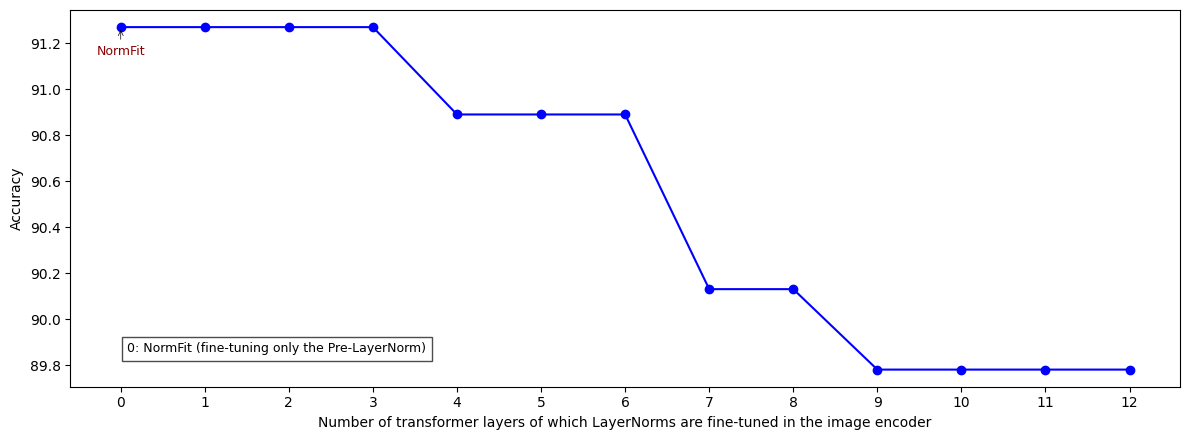 91.2
91.0
90.8
90.6
90.4
90.2
90.0
89.8
Accuracy
NormFit
0: NormFit (fine-tuning only the Pre-LayerNorm)
0 1 2 3 4 5 6 7 8 9 10 11 12
Number of transformer layers of which LayerNorms are fine-tuned in the image encoder